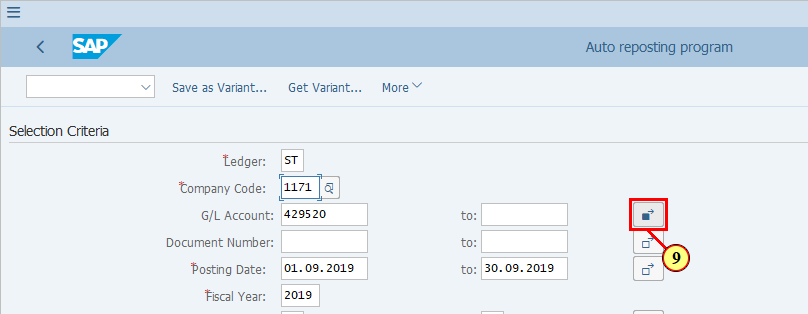 SAP
Auto reposting program
Save as Variant... Get Variant... More
Selection Criteria
*Ledger: ST
*Company Code: 1171
G/L Account: 429520 to:
Document Number: to:
9
*Posting Date: 01.09.2019 to: 30.09.2019
*Fiscal Year: 2019